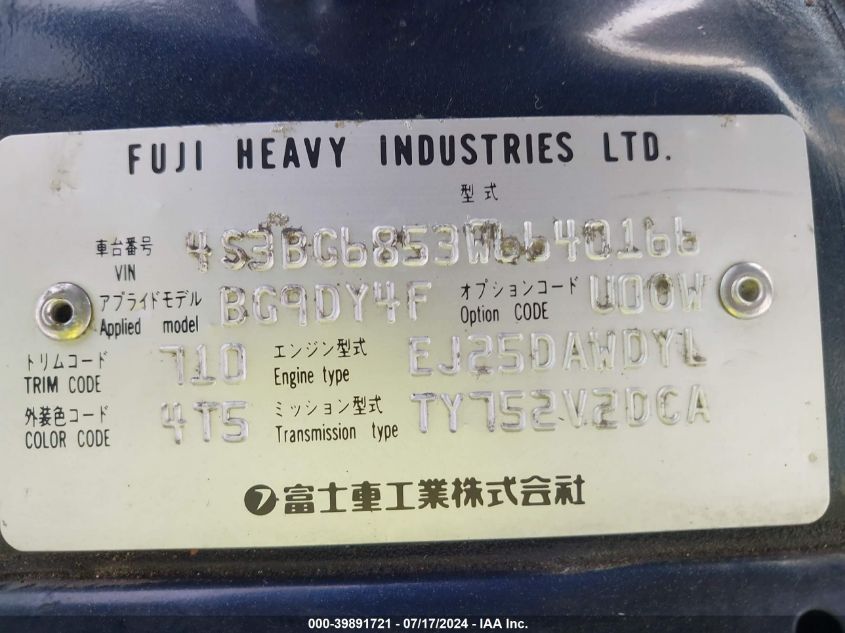 FUJI HEAVY INDUSTRIES LTD.
型式
車台番号 VIN 4S3BG6853W6640166
アプライドモデル Applied model BG9DY4F オプションコード Option CODE U00W
トリムコード TRIM CODE 710 エンジン型式 Engine type EJ25DAWDYL
外装色コード COLOR CODE 4T5 ミッション型式 Transmission type TY752V2DCA
富士重工業株式会社
000-39891721 / 07/17/2024 - IAA Inc.